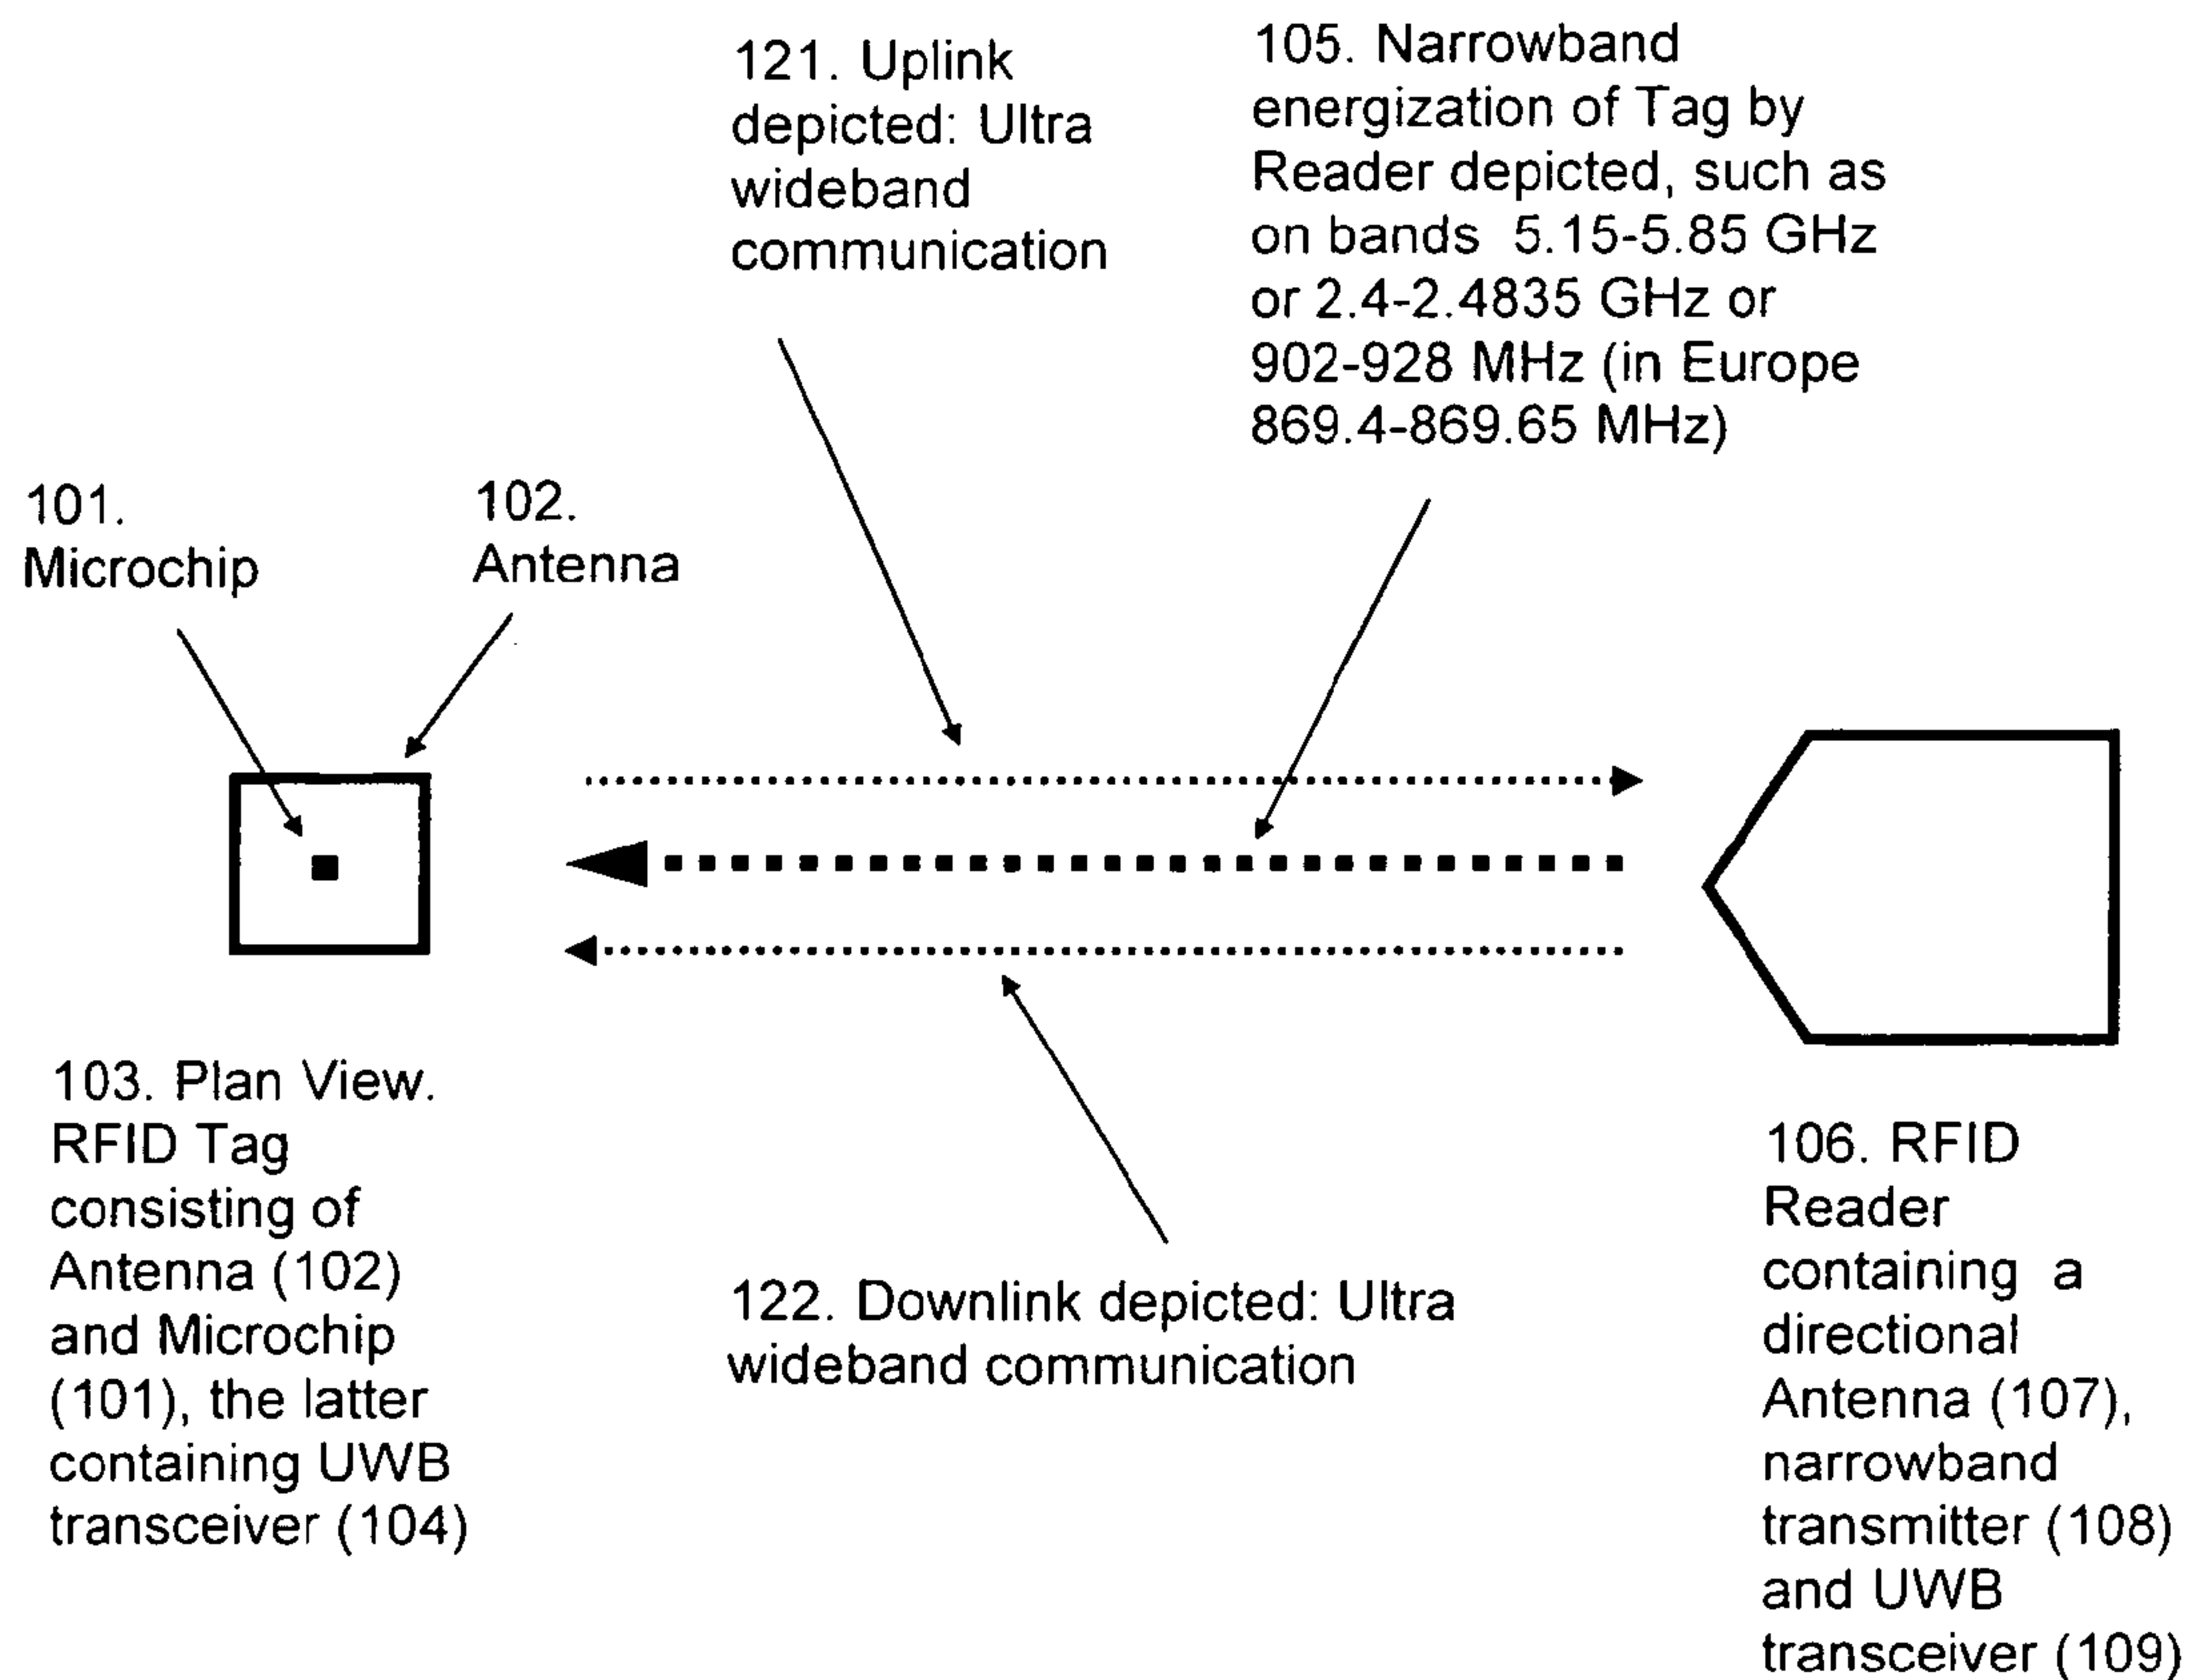 121. Uplink
depicted: Ultra
wideband
communication
105. Narrowband
energization of Tag by
Reader depicted, such as
on bands 5.15-5.85 GHz
or 2.4-2.4835 GHz or
902-928 MHz (in Europe
869.4-869.65 MHz)
101.
Microchip
102.
Antenna
103. Plan View.
RFID Tag
consisting of
Antenna (102)
and Microchip
(101), the latter
containing UWB
transceiver (104)
122. Downlink depicted: Ultra
wideband communication
106. RFID
Reader
containing a
directional
Antenna (107),
narrowband
transmitter (108)
and UWB
transceiver (109)